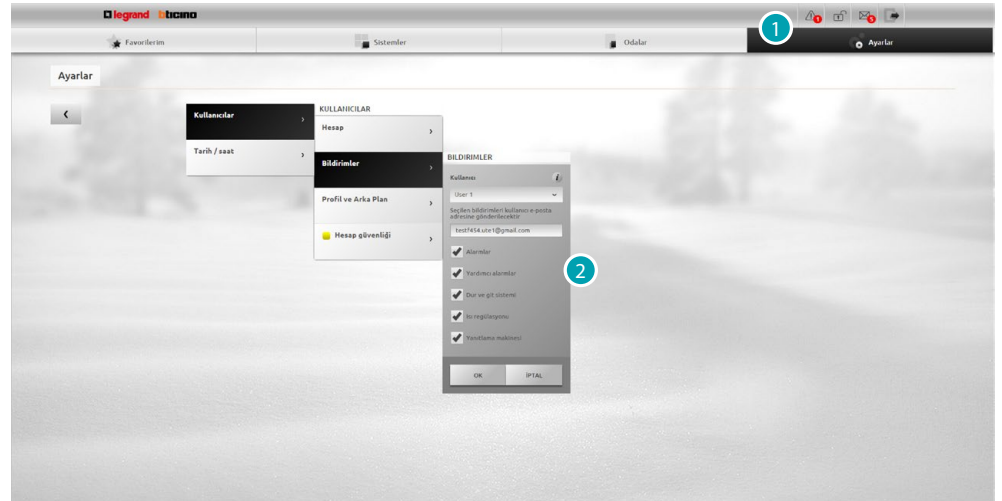 legrand bticino
0
0
1
Favorilerim
Sistemler
Odalar
Ayarlar
Ayarlar
Kullanıcılar
Tarih / saat
KULLANICILAR
Hesap
Bildirimler
Profil ve Arka Plan
Hesap güvenliği
BILDIRIMLER
Kullanıcı
i
User 1
Seçilen bildirimleri kullanıcı e-posta
adresine gönderilecektir
Alarmlar
Yardımcı alarmlar
Dur ve git sistemi
Isı regülasyonu
Yanıtlama makinesi
2
OK
İPTAL